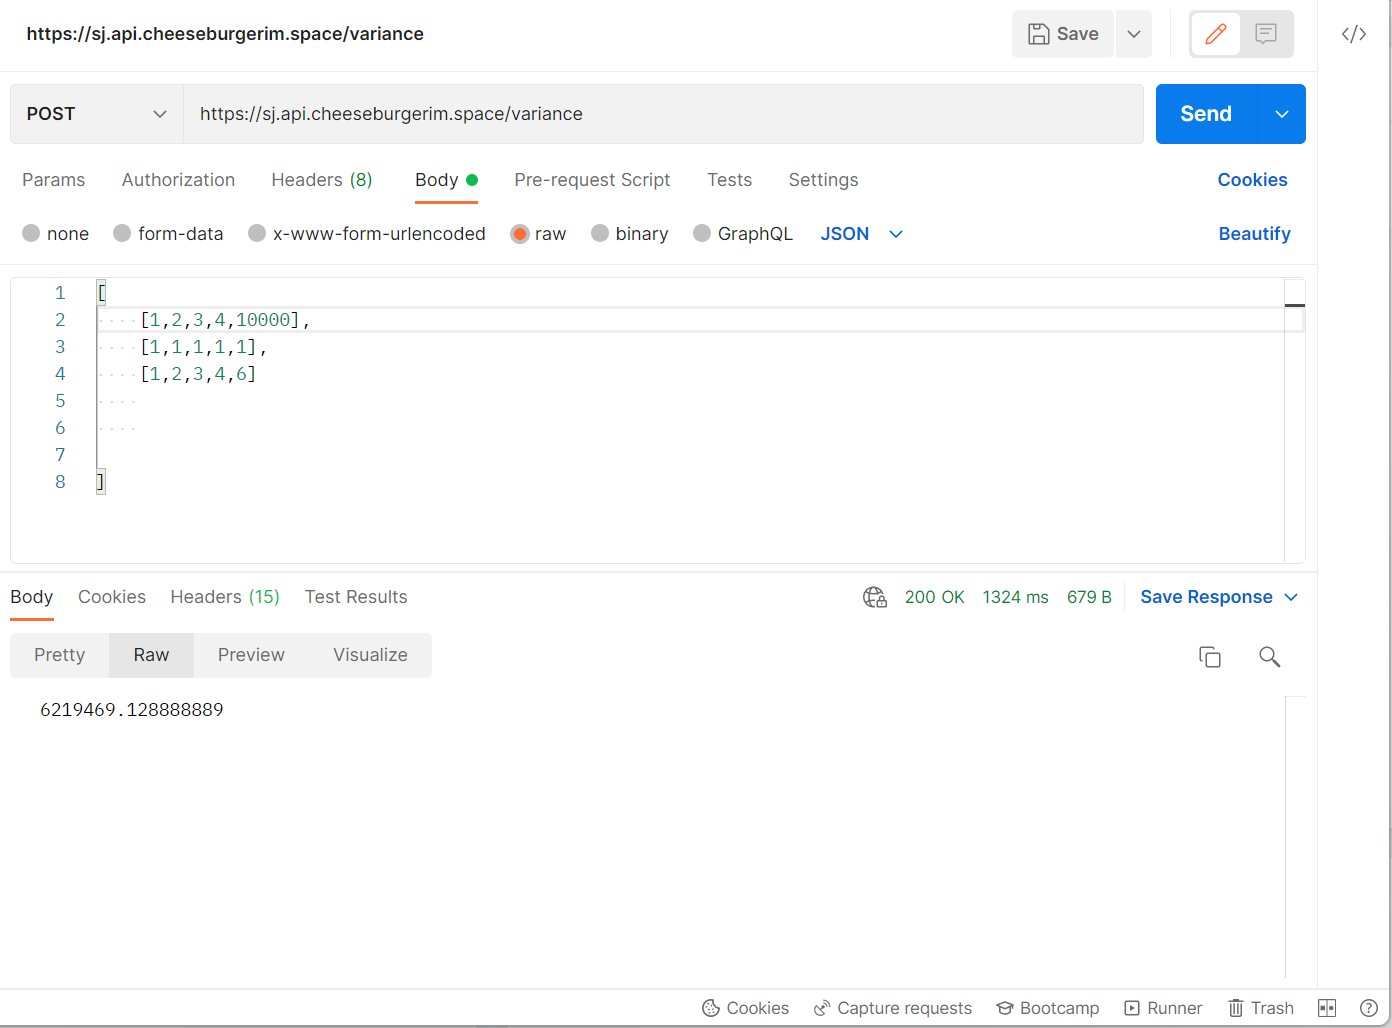 https://sj.api.cheeseburgerim.space/variance
Save
POST
https://sj.api.cheeseburgerim.space/variance
Send
Params Authorization Headers (8) Body Pre-request Script Tests Settings Cookies
none form-data x-www-form-urlencoded raw binary GraphQL JSON Beautify
1 [
2 [1,2,3,4,10000],
3 [1,1,1,1,1],
4 [1,2,3,4,6]
5
6
7
8 ]
Body Cookies Headers (15) Test Results 200 OK 1324 ms 679 B Save Response
Pretty Raw Preview Visualize
6219469.128888889
Cookies Capture requests Bootcamp Runner Trash